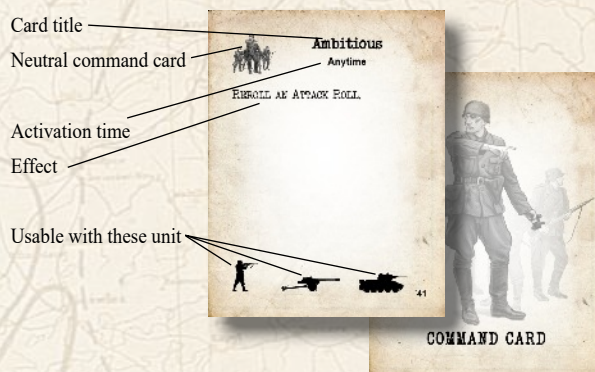 Card title
Neutral command card
Activation time
Effect
Usable with these unit
Ambitious
Anytime
REROLL AN ATTACK ROLL.
'41
COMMAND CARD